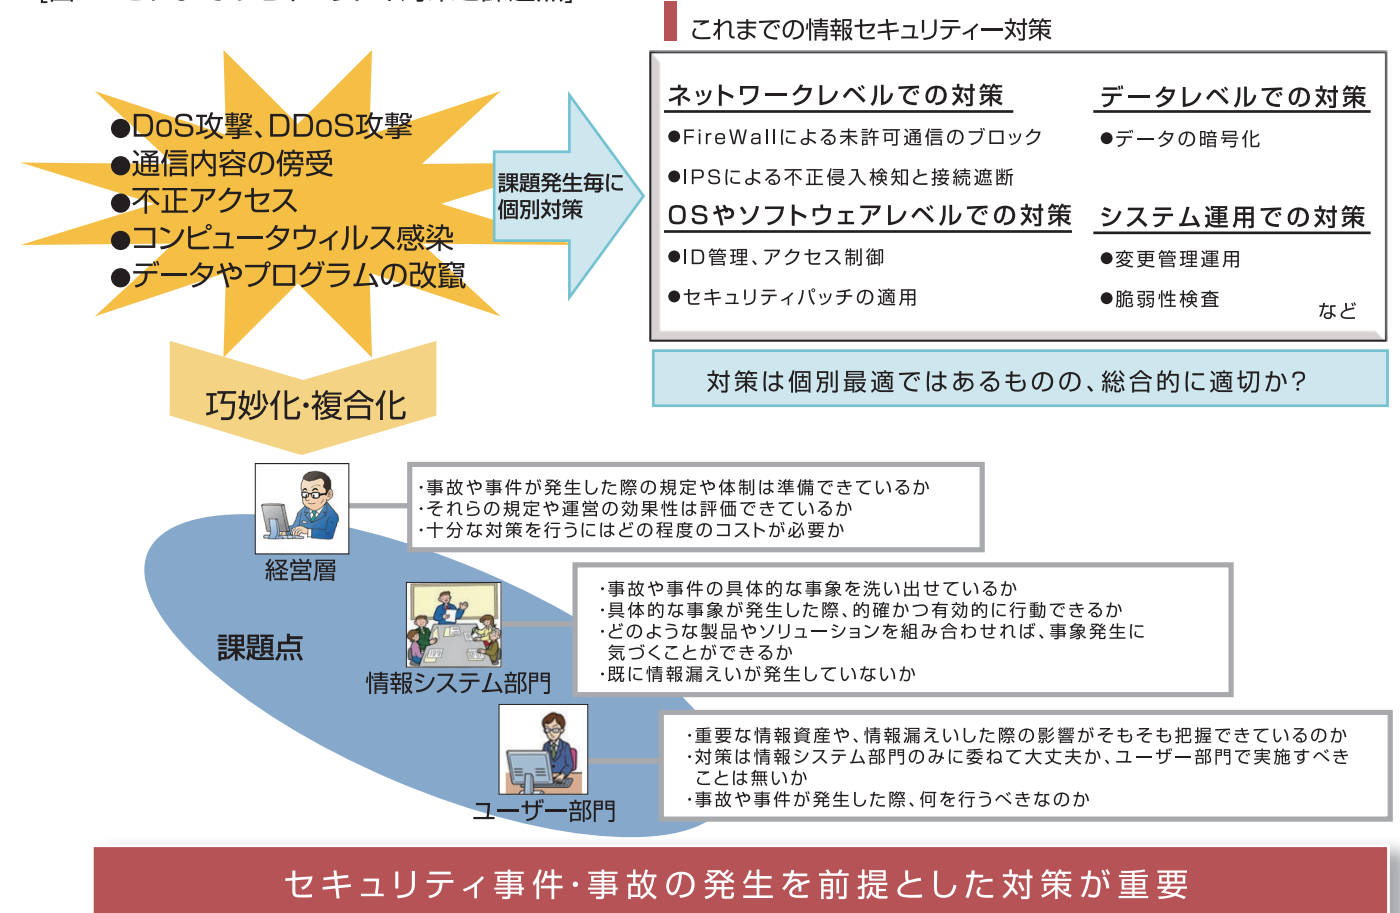 これまでの情報セキュリティー対策
●DoS攻撃、DDoS攻撃
●通信内容の傍受
●不正アクセス
●コンピュータウィルス感染
●データやプログラムの改竄
課題発生毎に
個別対策
ネットワークレベルでの対策
●FireWallによる未許可通信のブロック
●IPSによる不正侵入検知と接続遮断
OSやソフトウェアレベルでの対策
●ID管理、アクセス制御
●セキュリティパッチの適用
データレベルでの対策
●データの暗号化
システム運用での対策
●変更管理運用
●脆弱性検査
など
対策は個別最適ではあるものの、総合的に適切か?
巧妙化・複合化
経営層
・事故や事件が発生した際の規定や体制は準備できているか
・それらの規定や運営の効果性は評価できているか
・十分な対策を行うにはどの程度のコストが必要か
課題点
情報システム部門
・事故や事件の具体的な事象を洗い出せているか
・具体的な事象が発生した際、的確かつ有効的に行動できるか
・どのような製品やソリューションを組み合わせれば、事象発生に
気づくことができるか
・既に情報漏えいが発生していないか
ユーザー部門
・重要な情報資産や、情報漏えいした際の影響がそもそも把握できているのか
・対策は情報システム部門のみに委ねて大丈夫か、ユーザー部門で実施すべき
ことは無いか
・事故や事件が発生した際、何を行うべきなのか
セキュリティ事件・事故の発生を前提とした対策が重要